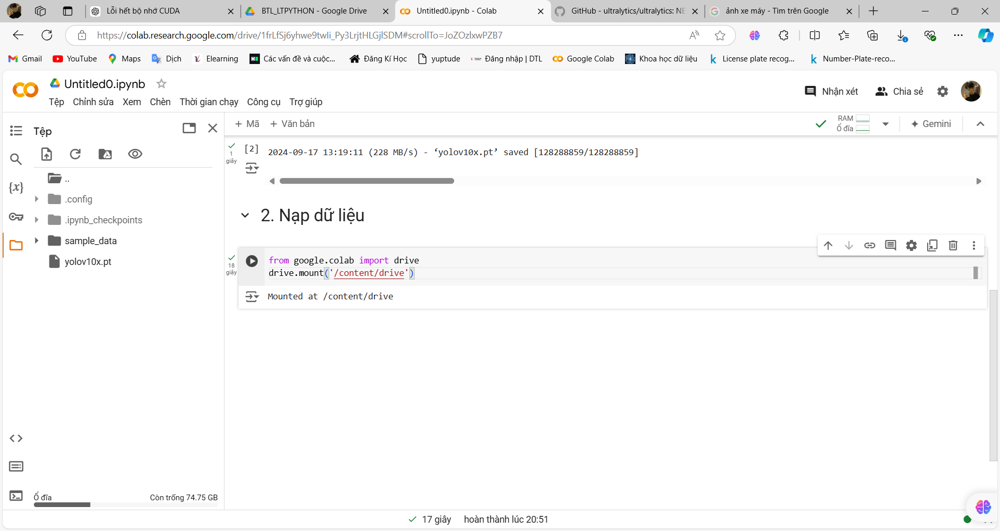 Lỗi hết bộ nhớ CUDA
BTL_LTPYTHON - Google Drive
Untitled0.ipynb - Colab
GitHub - ultralytics/ultralytics: NE
ảnh xe máy - Tìm trên Google
https://colab.research.google.com/drive/1frLfSj6yhwe9twIi_Py3LrjtHLGjlSDM#scrollTo=JoZOzlxwPZB7
Gmail
YouTube
Maps
Dịch
Elearning
Các vấn đề và cuộc...
Đăng Kí Học
yuptude
Đăng nhập | DTL
Google Colab
Khoa học dữ liệu
License plate recog...
Number-Plate-reco...
Untitled0.ipynb
Tệp Chỉnh sửa Xem Chèn Thời gian chạy Công cụ Trợ giúp
Nhận xét
Chia sẻ
Tệp
+ Mã + Văn bản
RAM
Ổ đĩa
Gemini
..
.config
.ipynb_checkpoints
sample_data
yolov10x.pt
Ổ đĩa
Còn trống 74.75 GB
1
giây
[2]
2024-09-17 13:19:11 (228 MB/s) - ‘yolov10x.pt’ saved [128288859/128288859]
2. Nạp dữ liệu
18
giây
from google.colab import drive
drive.mount('/content/drive')
Mounted at /content/drive
17 giây hoàn thành lúc 20:51